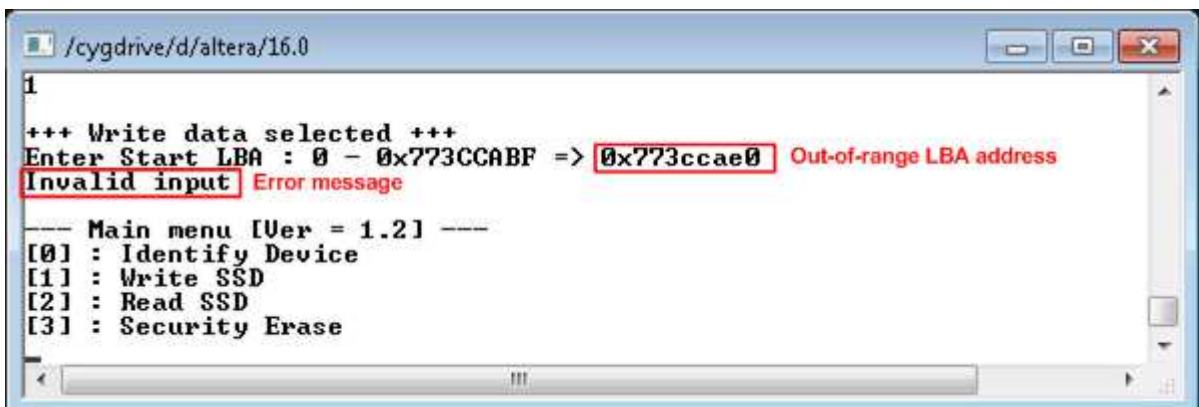 /cygdrive/d/altera/16.0
1
+++ Write data selected +++
Enter Start LBA : 0 - 0x773CCABF => 0x773ccae0 Out-of-range LBA address
Invalid input Error message
--- Main menu [Ver = 1.2] ---
[0] : Identify Device
[1] : Write SSD
[2] : Read SSD
[3] : Security Erase